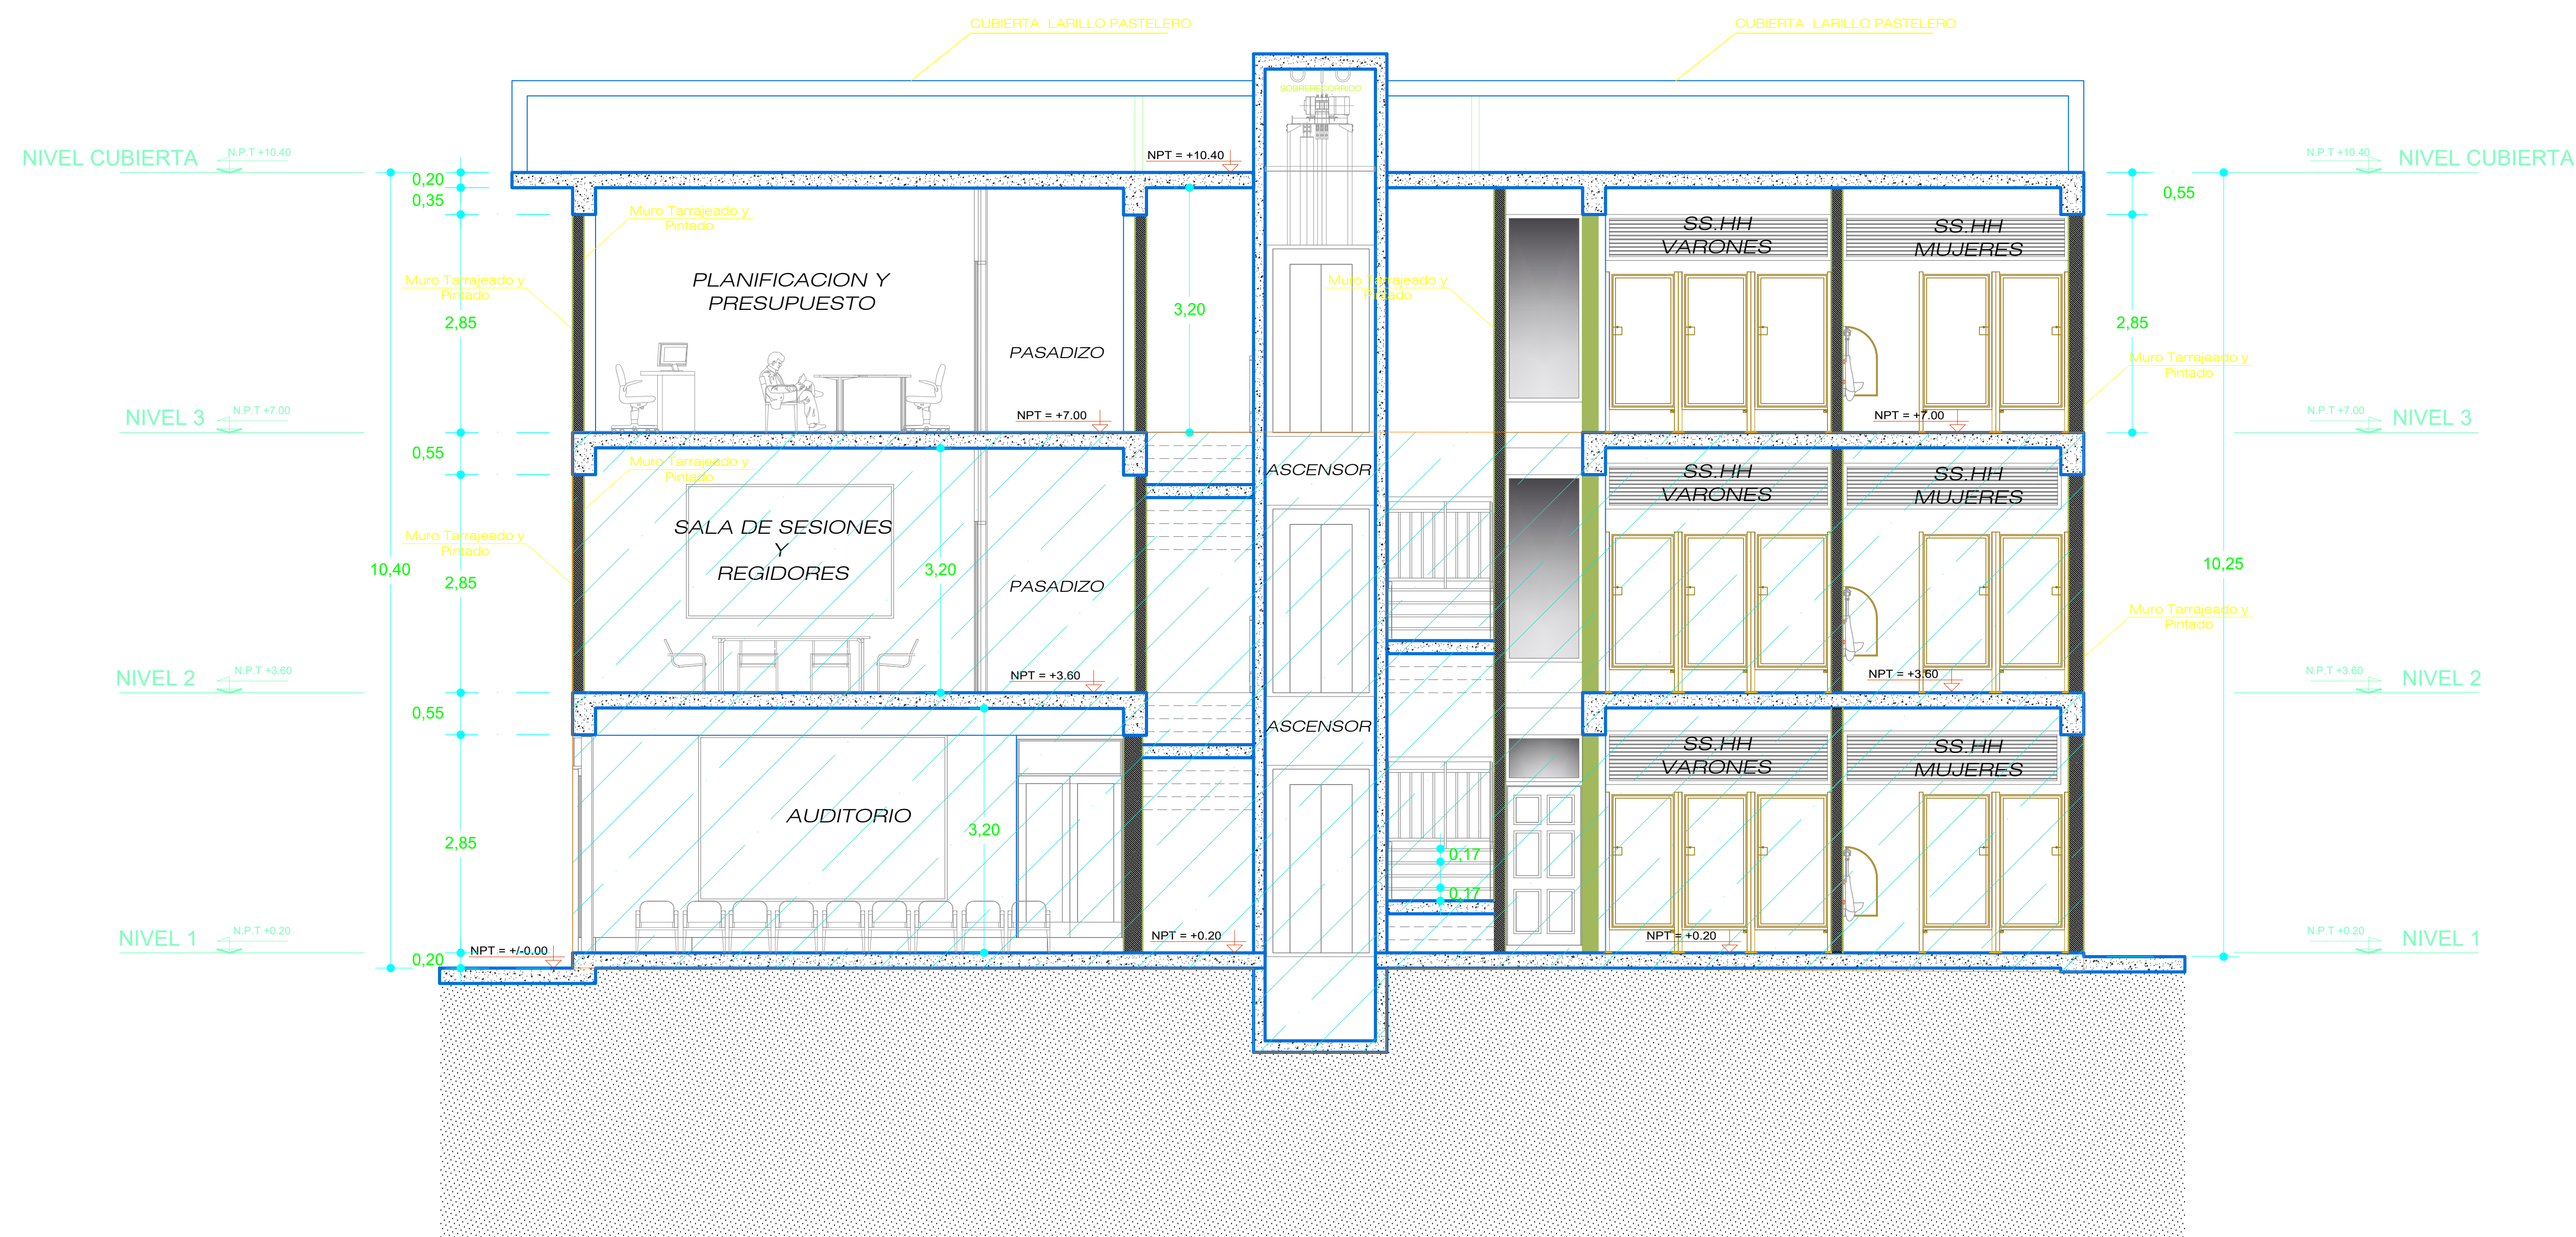 CUBIERTA  LARILLO PASTELERO
CUBIERTA  LARILLO PASTELERO
SOBRERECORRIDO
NIVEL CUBIERTA
N.P.T +10.40
NPT = +10.40
N.P.T +10.40
NIVEL CUBIERTA
0,20
0,35
0,55
Muro Tarrajeado y
Pintado
SS.HH
VARONES
SS.HH
MUJERES
PLANIFICACION Y
PRESUPUESTO
Muro Tarrajeado y
Pintado
Muro Tarrajeado y
Pintado
2,85
3,20
2,85
PASADIZO
Muro Tarrajeado y
Pintado
NIVEL 3
N.P.T +7.00
NPT = +7.00
NPT = +7.00
N.P.T +7.00
NIVEL 3
0,55
Muro Tarrajeado y
Pintado
ASCENSOR
SS.HH
VARONES
SS.HH
MUJERES
SALA DE SESIONES
Y
REGIDORES
Muro Tarrajeado y
Pintado
10,40
2,85
3,20
PASADIZO
10,25
Muro Tarrajeado y
Pintado
NIVEL 2
N.P.T +3.60
NPT = +3.60
NPT = +3.60
N.P.T +3.60
NIVEL 2
0,55
ASCENSOR
SS.HH
VARONES
SS.HH
MUJERES
AUDITORIO
2,85
3,20
0,17
0,17
NIVEL 1
N.P.T +0.20
NPT = +/-0.00
NPT = +0.20
NPT = +0.20
N.P.T +0.20
NIVEL 1
0,20